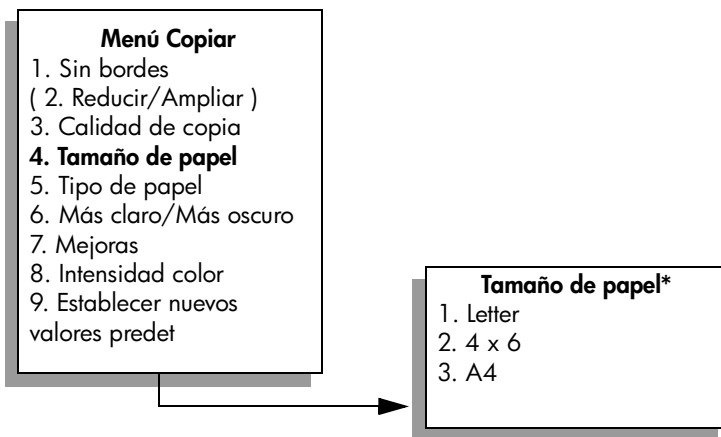 Menú Copiar
1. Sin bordes
( 2. Reducir/Ampliar )
3. Calidad de copia
4. Tamaño de papel
5. Tipo de papel
6. Más claro/Más oscuro
7. Mejoras
8. Intensidad color
9. Establecer nuevos
valores predet
Tamaño de papel*
1. Letter
2. 4 x 6
3. A4